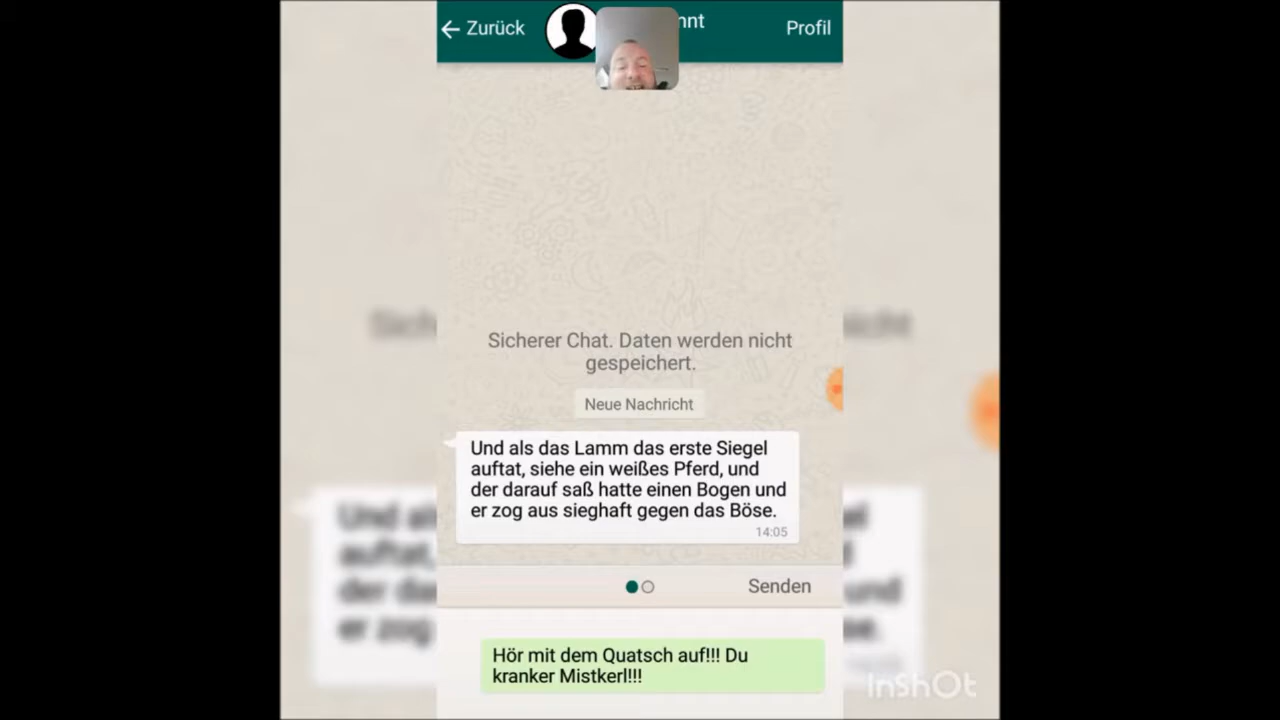 Zurück
nnt
Profil
Sicherer Chat. Daten werden nicht
gespeichert.
Neue Nachricht
Und als das Lamm das erste Siegel
auftat, siehe ein weißes Pferd, und
der darauf saß hatte einen Bogen und
er zog aus sieghaft gegen das Böse.
14:05
Senden
Hör mit dem Quatsch auf!!! Du
kranker Mistkerl!!!
InShOt